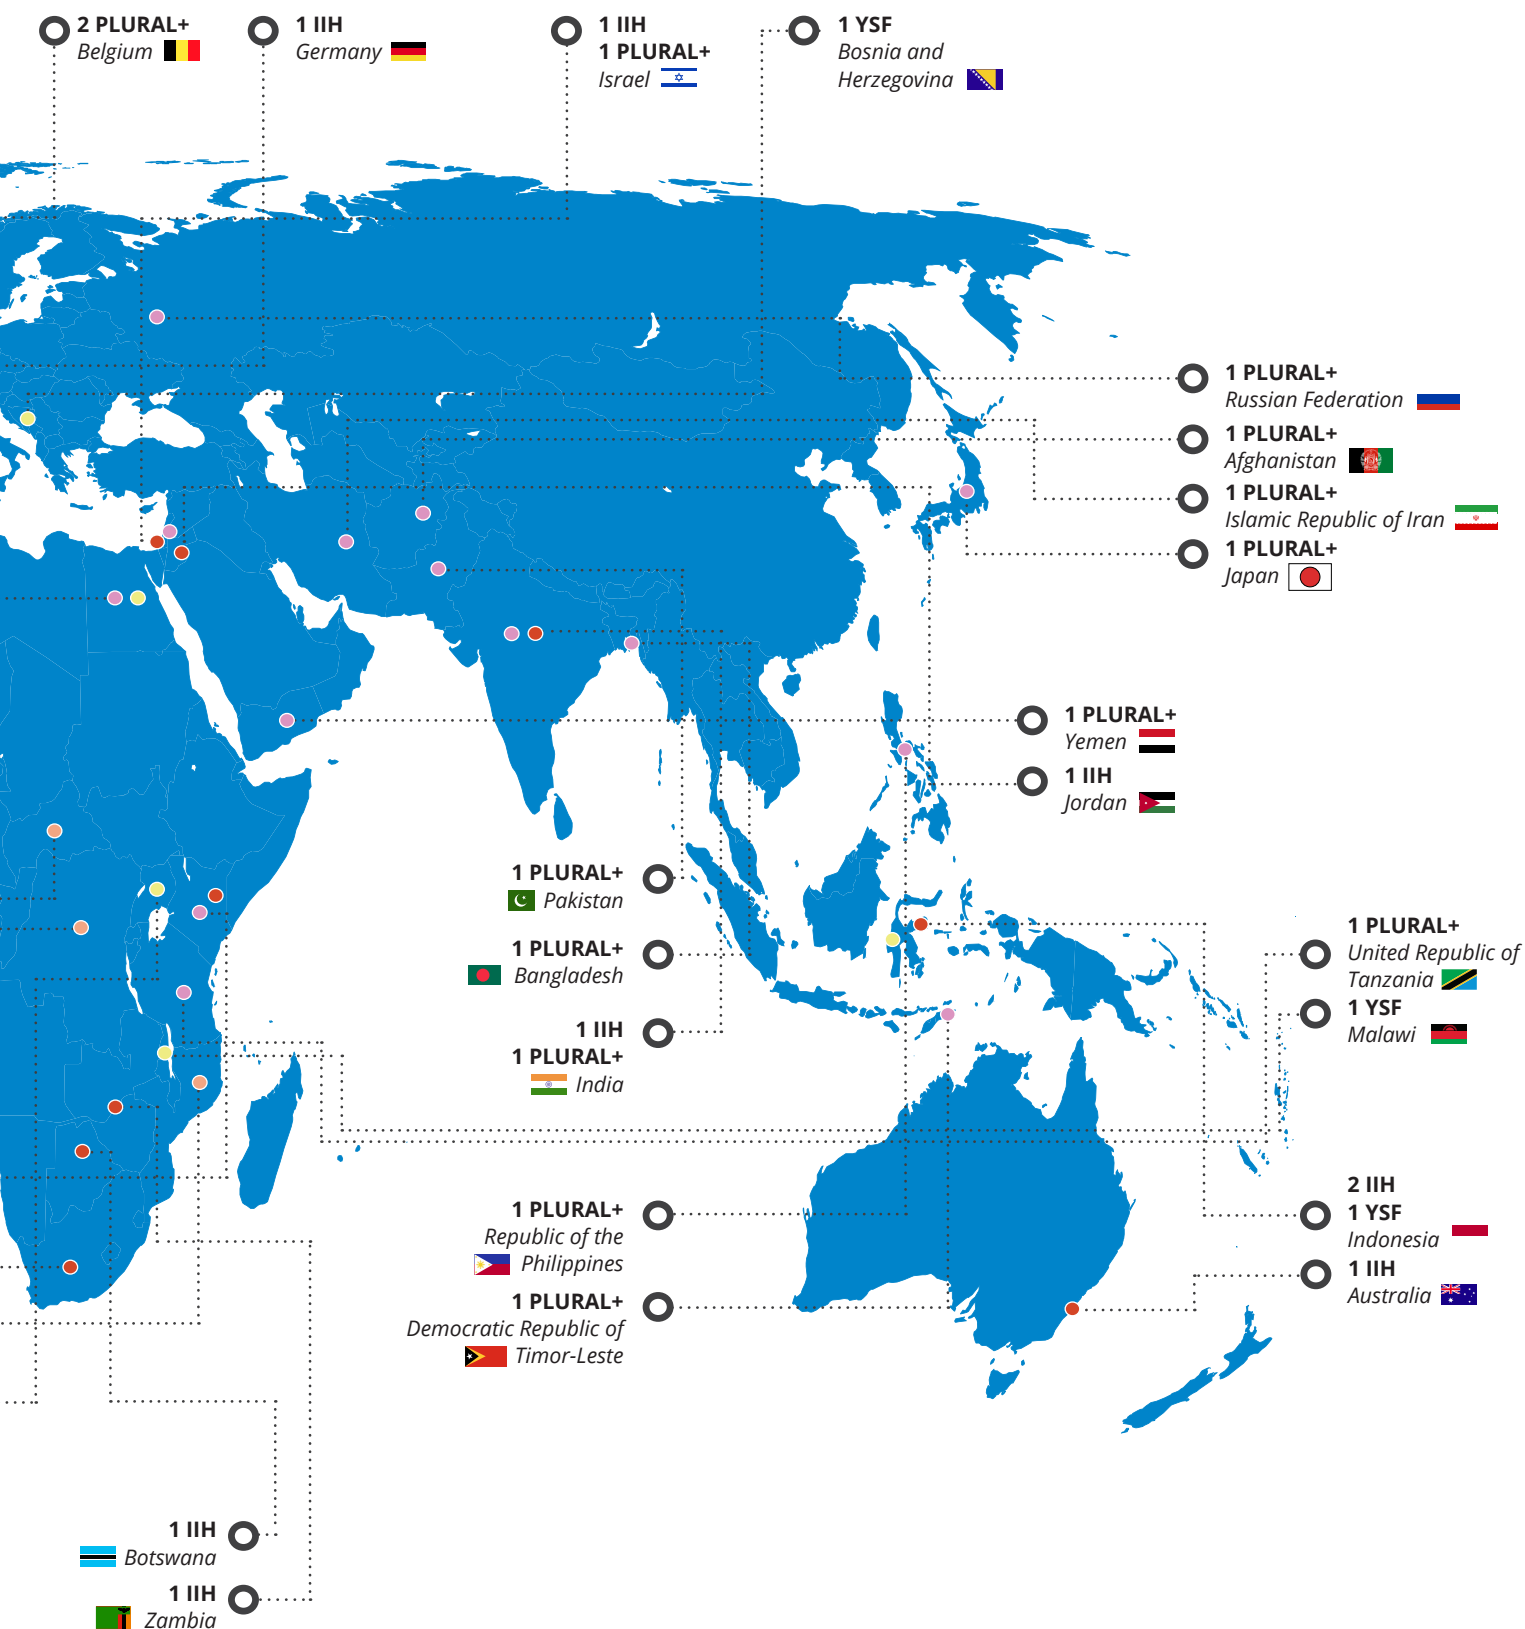 2 PLURAL+
Belgium
1 IIH
Germany
1 IIH
1 PLURAL+
Israel
1 YSF
Bosnia and
Herzegovina
1 PLURAL+
Russian Federation
1 PLURAL+
Afghanistan
1 PLURAL+
Islamic Republic of Iran
1 PLURAL+
Japan
1 PLURAL+
Yemen
1 IIH
Jordan
1 PLURAL+
Pakistan
1 PLURAL+
Bangladesh
1 IIH
1 PLURAL+
India
1 PLURAL+
United Republic of
Tanzania
1 YSF
Malawi
1 PLURAL+
Republic of the
Philippines
1 PLURAL+
Democratic Republic of
Timor-Leste
2 IIH
1 YSF
Indonesia
1 IIH
Australia
1 IIH
Botswana
1 IIH
Zambia